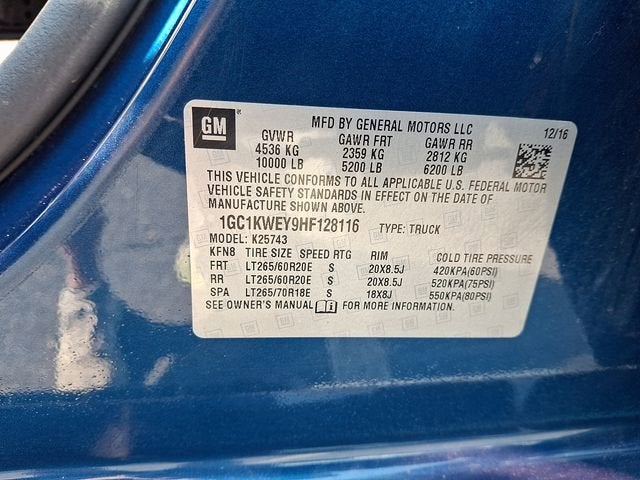 GM
MFD BY GENERAL MOTORS LLC 12/16
GVWR GAWR FRT GAWR RR
4536 KG 2359 KG 2812 KG
10000 LB 5200 LB 6200 LB
THIS VEHICLE CONFORMS TO ALL APPLICABLE U.S. FEDERAL MOTOR
VEHICLE SAFETY STANDARDS IN EFFECT ON THE DATE OF
MANUFACTURE SHOWN ABOVE.
1GC1KWEY9HF128116 TYPE: TRUCK
MODEL: K25743
KFN8 TIRE SIZE SPEED RTG RIM COLD TIRE PRESSURE
FRT LT265/60R20E S 20X8.5J 420KPA(60PSI)
RR LT265/60R20E S 20X8.5J 520KPA(75PSI)
SPA LT265/70R18E S 18X8J 550KPA(80PSI)
SEE OWNER'S MANUAL FOR MORE INFORMATION.